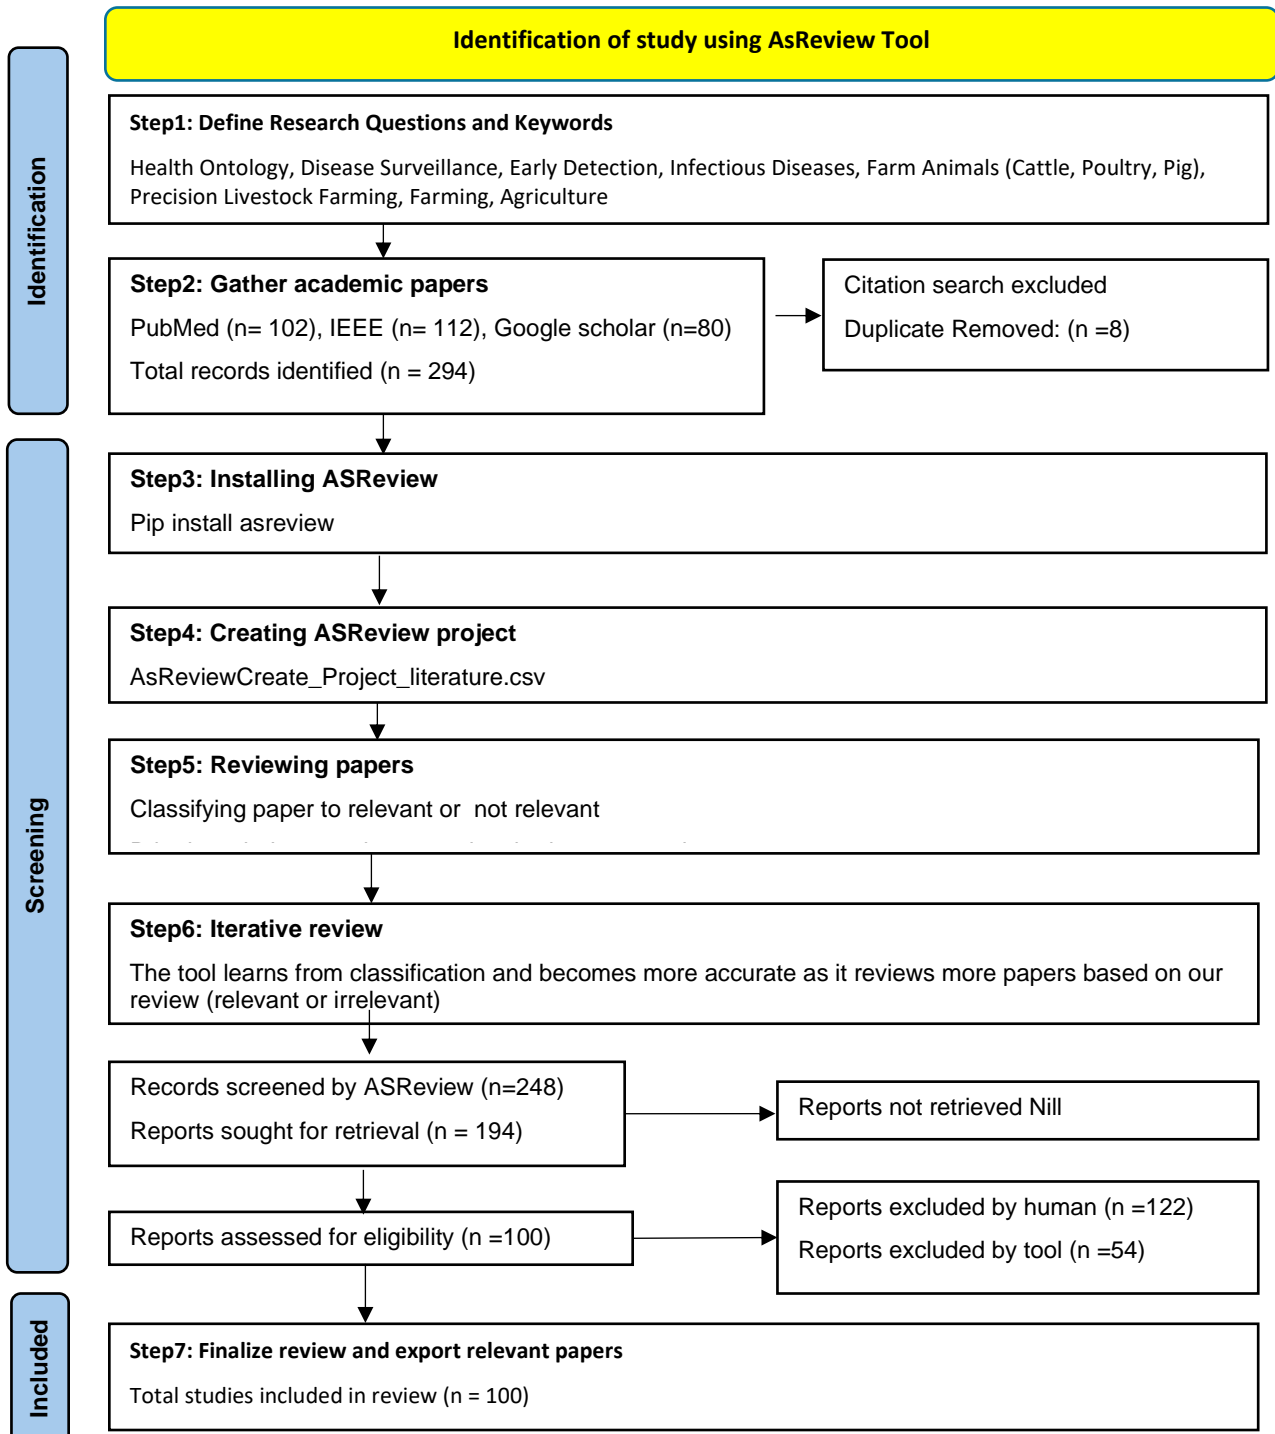 Identification of study using AsReview Tool
Identification
Step1: Define Research Questions and Keywords
Health Ontology, Disease Surveillance, Early Detection, Infectious Diseases, Farm Animals (Cattle, Poultry, Pig),
Precision Livestock Farming, Farming, Agriculture
Step2: Gather academic papers
PubMed (n= 102), IEEE (n= 112), Google scholar (n=80)
Total records identified (n = 294)
Citation search excluded
Duplicate Removed: (n =8)
Screening
Step3: Installing ASReview
Pip install asreview
Step4: Creating ASReview project
AsReviewCreate_Project_literature.csv
Step5: Reviewing papers
Classifying paper to relevant or  not relevant
Step6: Iterative review
The tool learns from classification and becomes more accurate as it reviews more papers based on our
review (relevant or irrelevant)
Records screened by ASReview (n=248)
Reports sought for retrieval (n = 194)
Reports not retrieved Nill
Reports assessed for eligibility (n =100)
Reports excluded by human (n =122)
Reports excluded by tool (n =54)
Included
Step7: Finalize review and export relevant papers
Total studies included in review (n = 100)